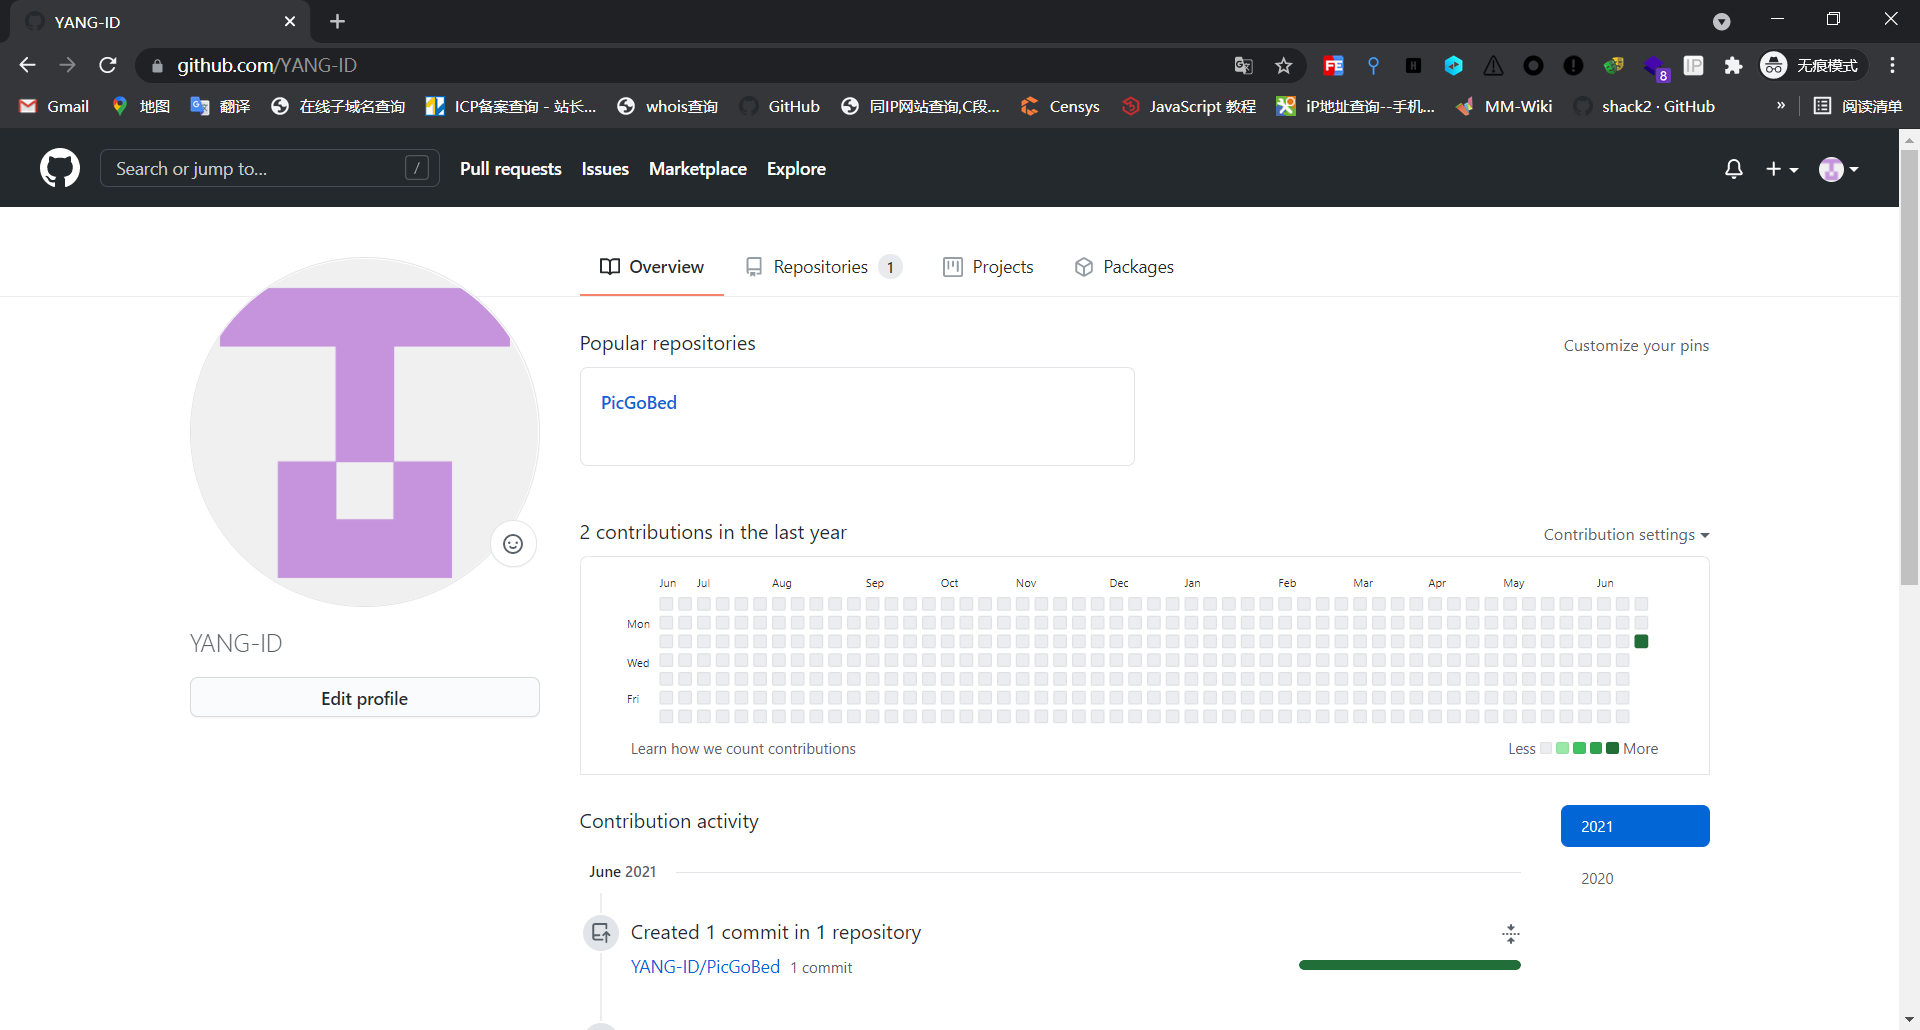 YANG-ID
github.com/YANG-ID
FE
H
8
IP
无痕模式
Gmail
地图
翻译
在线子域名查询
ICP备案查询 - 站长...
whois查询
GitHub
同IP网站查询,C段...
Censys
JavaScript 教程
iP地址查询--手机...
MM-Wiki
shack2 · GitHub
»
阅读清单
Search or jump to...
/
Pull requests
Issues
Marketplace
Explore
Overview
Repositories 1
Projects
Packages
Popular repositories
Customize your pins
PicGoBed
2 contributions in the last year
Contribution settings
Jun Jul Aug Sep Oct Nov Dec Jan Feb Mar Apr May Jun
Mon
Wed
Fri
Learn how we count contributions
Less More
YANG-ID
Edit profile
Contribution activity
2021
2020
June 2021
Created 1 commit in 1 repository
YANG-ID/PicGoBed 1 commit